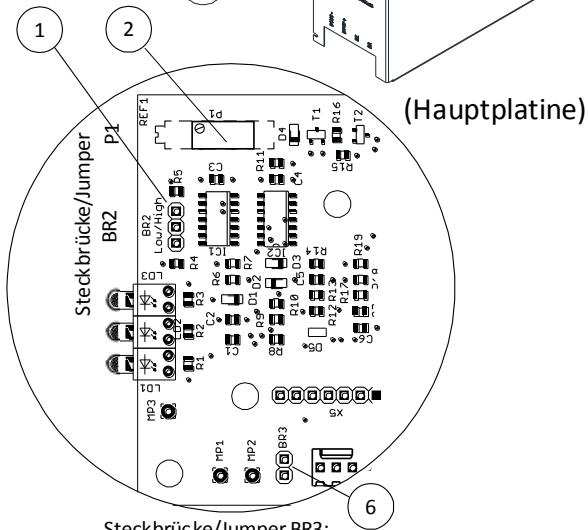 1
2
(Hauptplatine)
Steckbrücke/Jumper
BR2
P1
REF1
P1
D4
T1
R16
T2
R15
R11
C4
C3
R5
BR2
Low/High
IC1
IC2
R4
R6
R7
D3
D2
C5
R14
R19
R13
R17
R12
R10
LD3
R3
D1
C2
R9
LD2
R2
R1
C1
R8
D5
C6
LD1
MP3
X5
MP1
MP2
BR3
6
Steckbrücke/Jumper BR3: